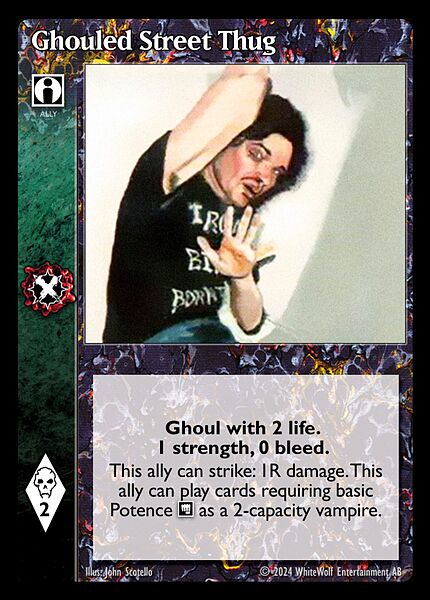 Ghouled Street Thug
ALLY
Ghoul with 2 life.
1 strength, 0 bleed.
This ally can strike: 1R damage. This
ally can play cards requiring basic
Potence as a 2-capacity vampire.
2
Illus: John Scotello
© 2024 WhiteWolf Entertainment AB